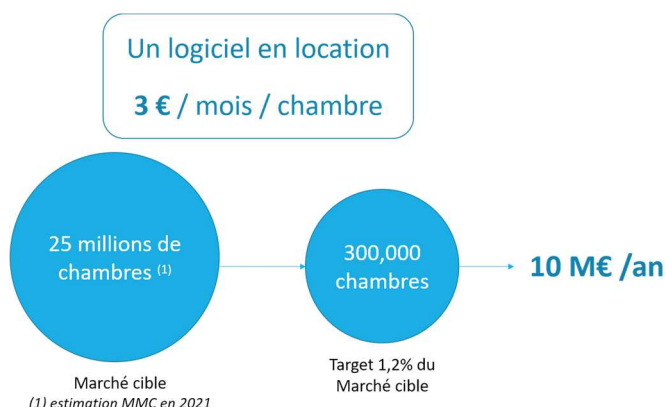 Un logiciel en location
3 € / mois / chambre
25 millions de
chambres (1)
300,000
chambres
10 M€ /an
Target 1,2% du
Marché cible
Marché cible
(1) estimation MMC en 2021